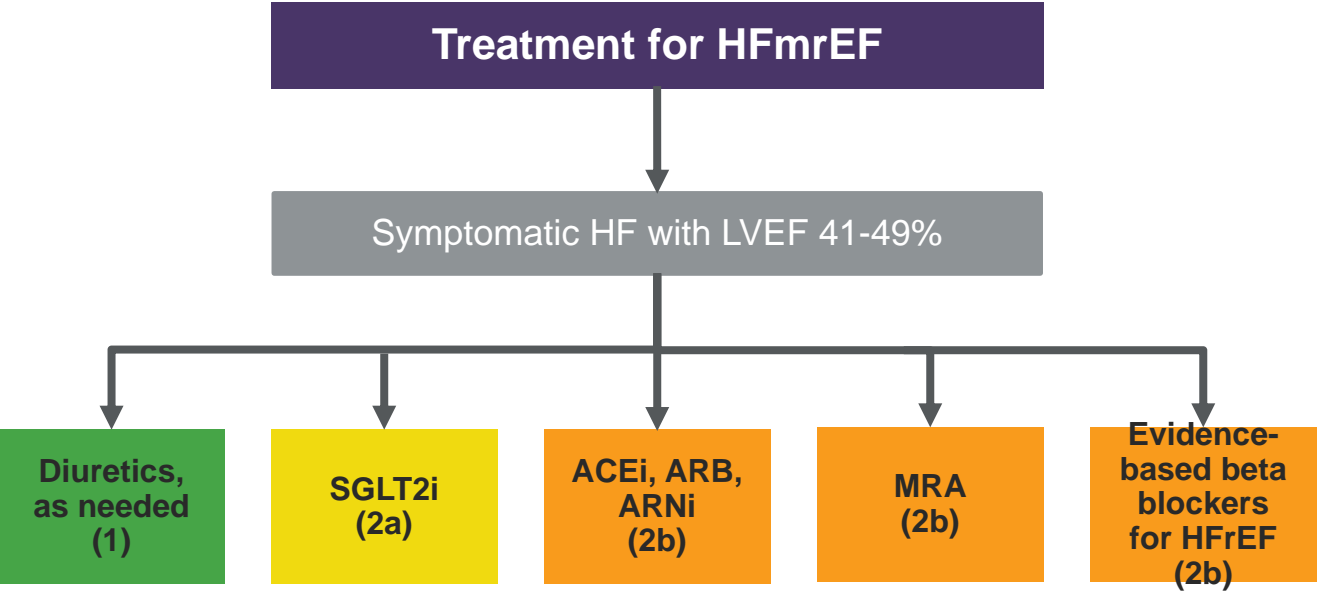 Treatment for HFmrEF
Symptomatic HF with LVEF 41-49%
Diuretics,
as needed
(1)
SGLT2i
(2a)
ACEi, ARB,
ARNi
(2b)
MRA
(2b)
Evidence-
based beta
blockers
for HFrEF
(2b)